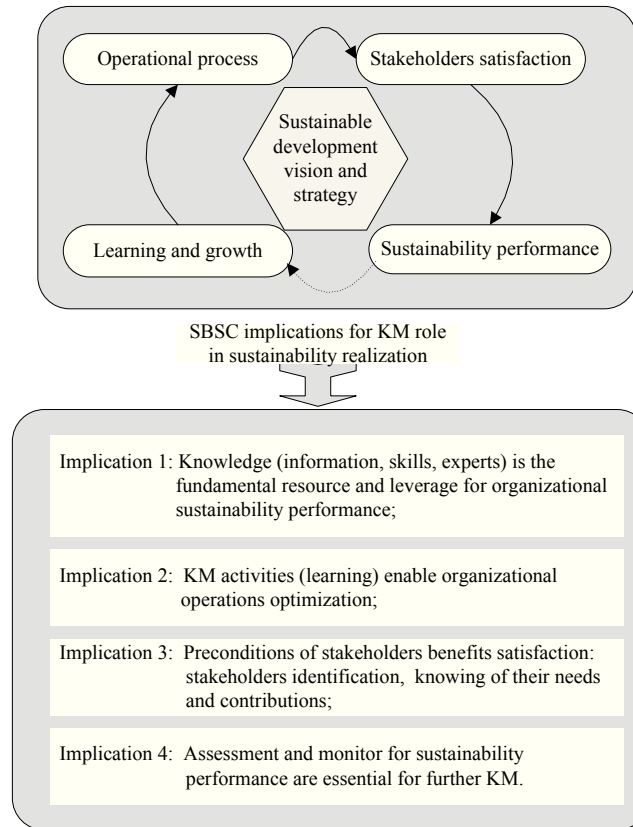 Operational process
Stakeholders satisfaction
Sustainable
development
vision and
strategy
Learning and growth
Sustainability performance
SBSC implications for KM role
in sustainability realization
Implication 1: Knowledge (information, skills, experts) is the
fundamental resource and leverage for organizational
sustainability performance;
Implication 2: KM activities (learning) enable organizational
operations optimization;
Implication 3: Preconditions of stakeholders benefits satisfaction:
stakeholders identification, knowing of their needs
and contributions;
Implication 4: Assessment and monitor for sustainability
performance are essential for further KM.